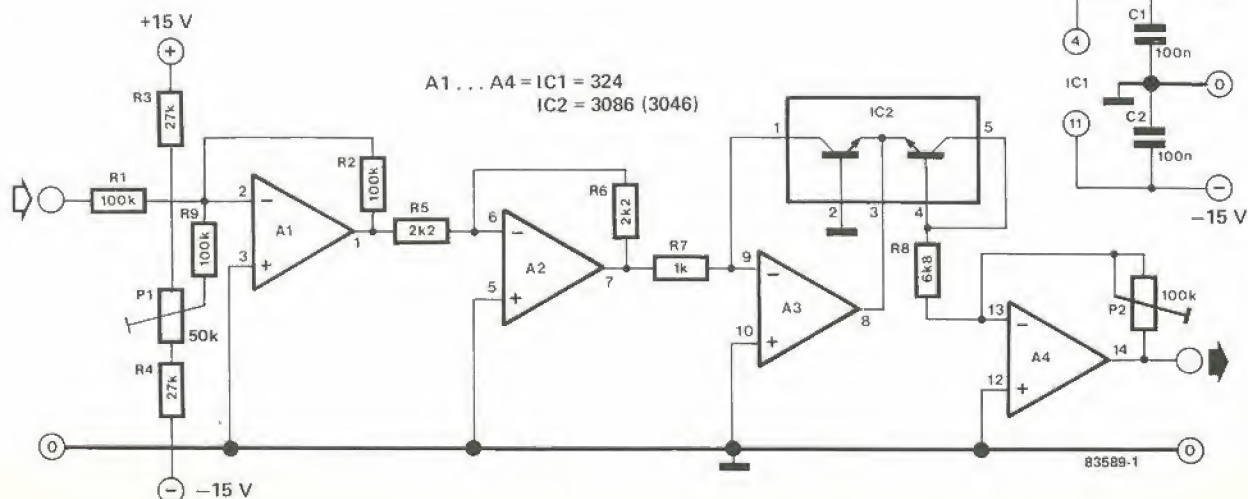 +15 V
+
R3
27k
R1
100k
R9
100k
P1
50k
R4
27k
0
− −15 V
A1 . . . A4 = IC1 = 324
IC2 = 3086 (3046)
R2
100k
2
−
A1
1
3
+
R5
2k2
R6
2k2
6
−
A2
7
5
+
R7
1k
IC2
1
5
2
3
4
9
−
A3
8
10
+
R8
6k8
P2
100k
13
−
A4
14
12
+
83589-1
0
C1
100n
4
IC1
0
C2
11
100n
−
−15 V